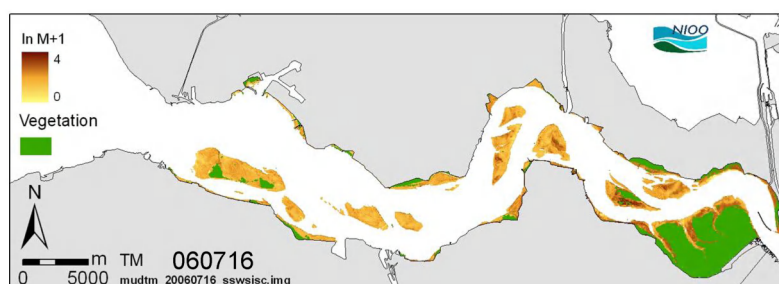 ln M+1
4
0
Vegetation
NIOO
N
m
0 5000
TM 060716
mudtm_20060716_sswsisc.img